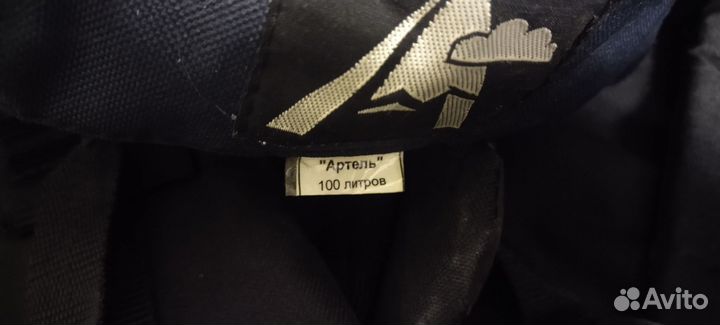 "Артель"
100 литров
Avito